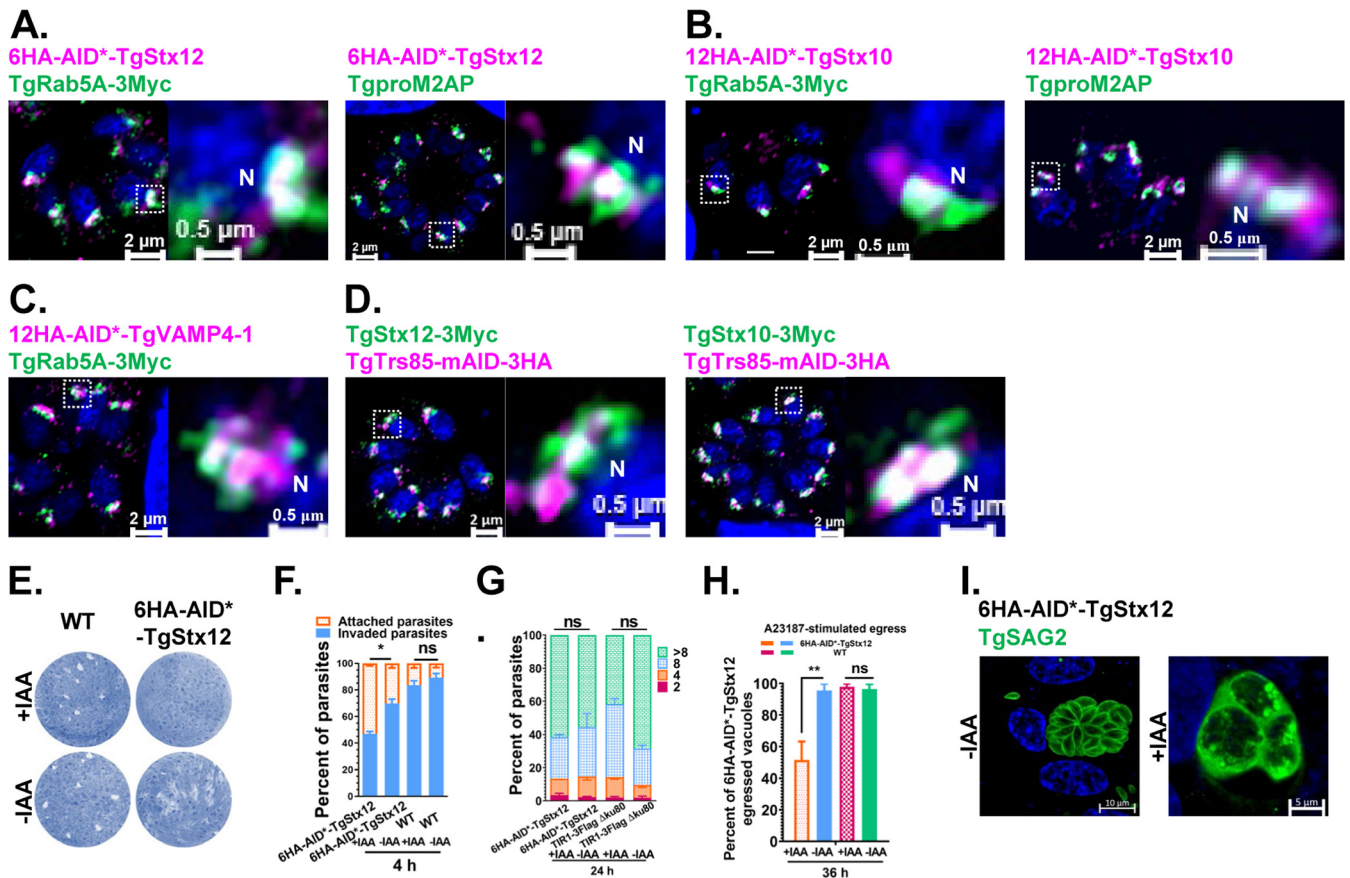 A.
6HA-AID*-TgStx12
TgRab5A-3Myc
N
2 µm
0.5 µm
6HA-AID*-TgStx12
TgproM2AP
N
2 µm
0.5 µm
B.
12HA-AID*-TgStx10
TgRab5A-3Myc
N
2 µm
0.5 µm
12HA-AID*-TgStx10
TgproM2AP
N
2 µm
0.5 µm
C.
12HA-AID*-TgVAMP4-1
TgRab5A-3Myc
N
2 µm
0.5 µm
D.
TgStx12-3Myc
TgTrs85-mAID-3HA
N
2 µm
0.5 µm
TgStx10-3Myc
TgTrs85-mAID-3HA
N
2 µm
0.5 µm
E.
WT
6HA-AID*
-TgStx12
+IAA
-IAA
F.
Attached parasites
Invaded parasites
* ns
Percent of parasites
100
80
60
40
20
0
6HA-AID*-TgStx12
6HA-AID*-TgStx12
WT
WT
+IAA -IAA +IAA -IAA
4 h
G
.
ns ns
>8
8
4
2
Percent of parasites
100
80
60
40
20
0
6HA-AID*-TgStx12
6HA-AID*-TgStx12
TIR1-3Flag Δku80
TIR1-3Flag Δku80
+IAA -IAA +IAA -IAA
24 h
H.
A23187-stimulated egress
6HA-AID*-TgStx12
WT
** ns
Percent of 6HA-AID*-TgStx12
egressed vacuoles
100
80
60
40
20
0
+IAA -IAA +IAA -IAA
36 h
I.
6HA-AID*-TgStx12
TgSAG2
-IAA
10 µm
+IAA
5 µm